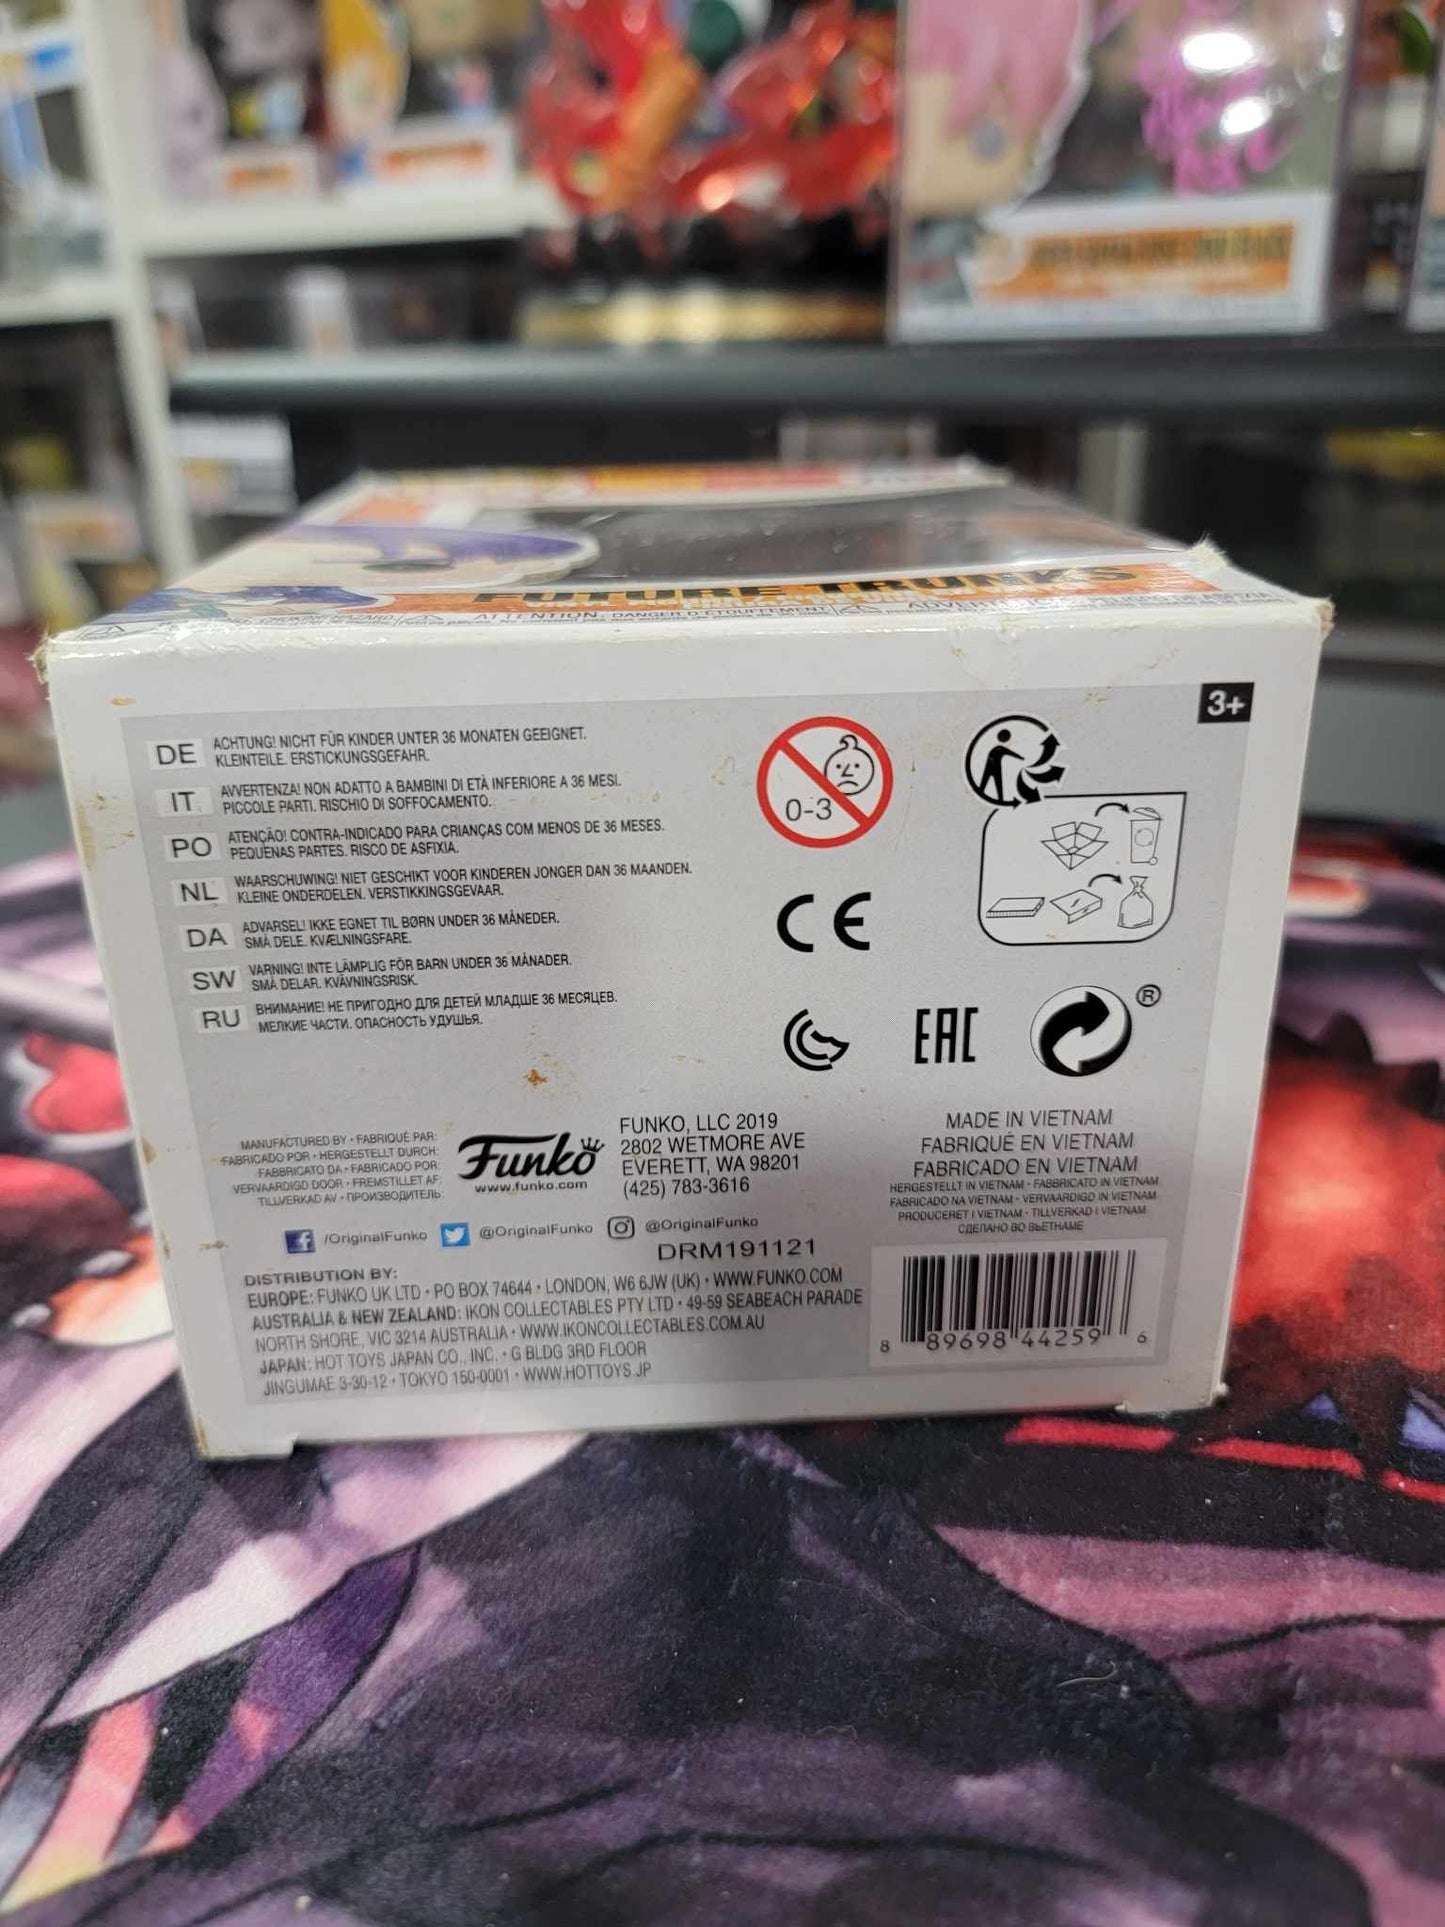 FUTURE TRUNKS
ATTENTION: DANGER D'ÉTOUFFEMENT
3+
DE ACHTUNG! NICHT FÜR KINDER UNTER 36 MONATEN GEEIGNET.
KLEINTEILE. ERSTICKUNGSGEFAHR.
IT AVVERTENZA! NON ADATTO A BAMBINI DI ETÀ INFERIORE A 36 MESI.
PICCOLE PARTI. RISCHIO DI SOFFOCAMENTO.
PO ATENÇÃO! CONTRA-INDICADO PARA CRIANÇAS COM MENOS DE 36 MESES.
PEQUENAS PARTES. RISCO DE ASFIXIA.
NL WAARSCHUWING! NIET GESCHIKT VOOR KINDEREN JONGER DAN 36 MAANDEN.
KLEINE ONDERDELEN. VERSTIKKINGSGEVAAR.
DA ADVARSEL! IKKE EGNET TIL BØRN UNDER 36 MÅNEDER.
SMÅ DELE. KVÆLNINGSFARE.
SW VARNING! INTE LÄMPLIG FÖR BARN UNDER 36 MÅNADER.
SMÅ DELAR. KVÄVNINGSRISK.
RU ВНИМАНИЕ! НЕ ПРИГОДНО ДЛЯ ДЕТЕЙ МЛАДШЕ 36 МЕСЯЦЕВ.
МЕЛКИЕ ЧАСТИ. ОПАСНОСТЬ УДУШЬЯ.
0-3
CE
EAC
®
MANUFACTURED BY • FABRIQUÉ PAR:
FABRICADO POR • HERGESTELLT DURCH:
FABBRICATO DA • FABRICADO POR:
VERVAARDIGD DOOR • FREMSTILLET AF:
TILLVERKAD AV • ПРОИЗВОДИТЕЛЬ:
Funko
www.funko.com
FUNKO, LLC 2019
2802 WETMORE AVE
EVERETT, WA 98201
(425) 783-3616
MADE IN VIETNAM
FABRIQUÉ EN VIETNAM
FABRICADO EN VIETNAM
HERGESTELLT IN VIETNAM • FABBRICATO IN VIETNAM
FABRICADO NA VIETNAM • VERVAARDIGD IN VIETNAM
PRODUCERET I VIETNAM • TILLVERKAD I VIETNAM
СДЕЛАНО ВО ВЬЕТНАМЕ
/OriginalFunko @OriginalFunko @OriginalFunko
DRM191121
DISTRIBUTION BY:
EUROPE: FUNKO UK LTD • PO BOX 74644 • LONDON, W6 6JW (UK) • WWW.FUNKO.COM
AUSTRALIA & NEW ZEALAND: IKON COLLECTABLES PTY LTD • 49-59 SEABEACH PARADE
NORTH SHORE, VIC 3214 AUSTRALIA • WWW.IKONCOLLECTABLES.COM.AU
JAPAN: HOT TOYS JAPAN CO., INC. • G BLDG 3RD FLOOR
JINGUMAE 3-30-12 • TOKYO 150-0001 • WWW.HOTTOYS.JP
8 89698 44259 6